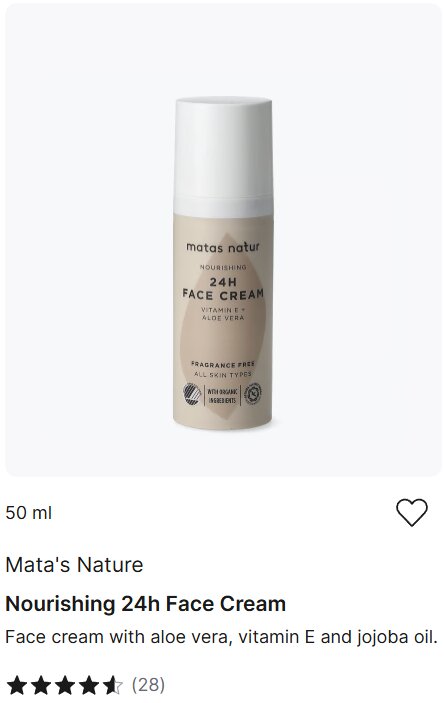 matas natur
NOURISHING
24H
FACE CREAM
VITAMIN E +
ALOE VERA
FRAGRANCE FREE
ALL SKIN TYPES
WITH ORGANIC
INGREDIENTS
50 ml
Mata's Nature
Nourishing 24h Face Cream
Face cream with aloe vera, vitamin E and jojoba oil.
(28)